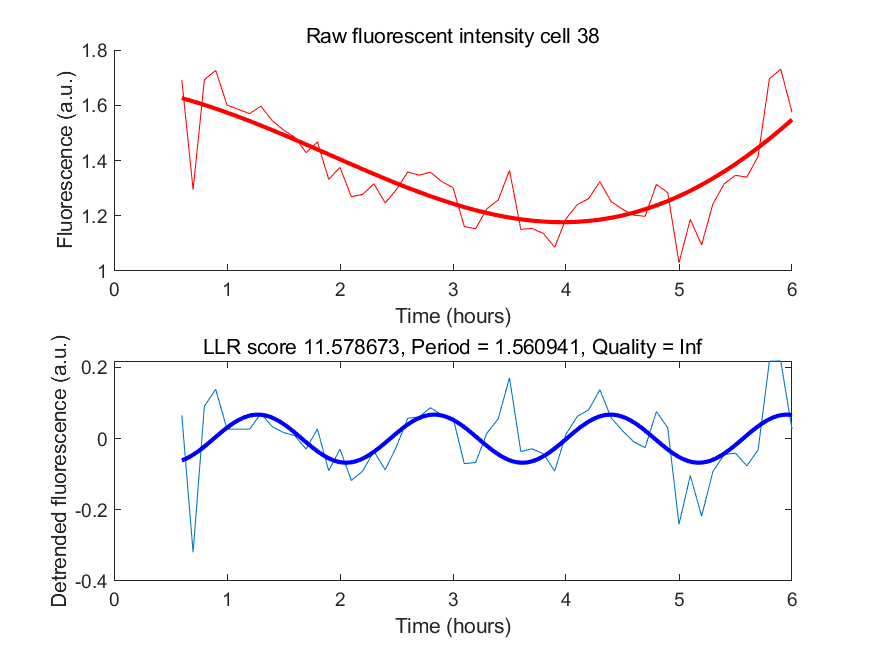 Raw fluorescent intensity cell 38
Fluorescence (a.u.)
1.8
1.6
1.4
1.2
1
0 1 2 3 4 5 6
Time (hours)
LLR score 11.578673, Period = 1.560941, Quality = Inf
Detrended fluorescence (a.u.)
0.2
0
-0.2
-0.4
0 1 2 3 4 5 6
Time (hours)